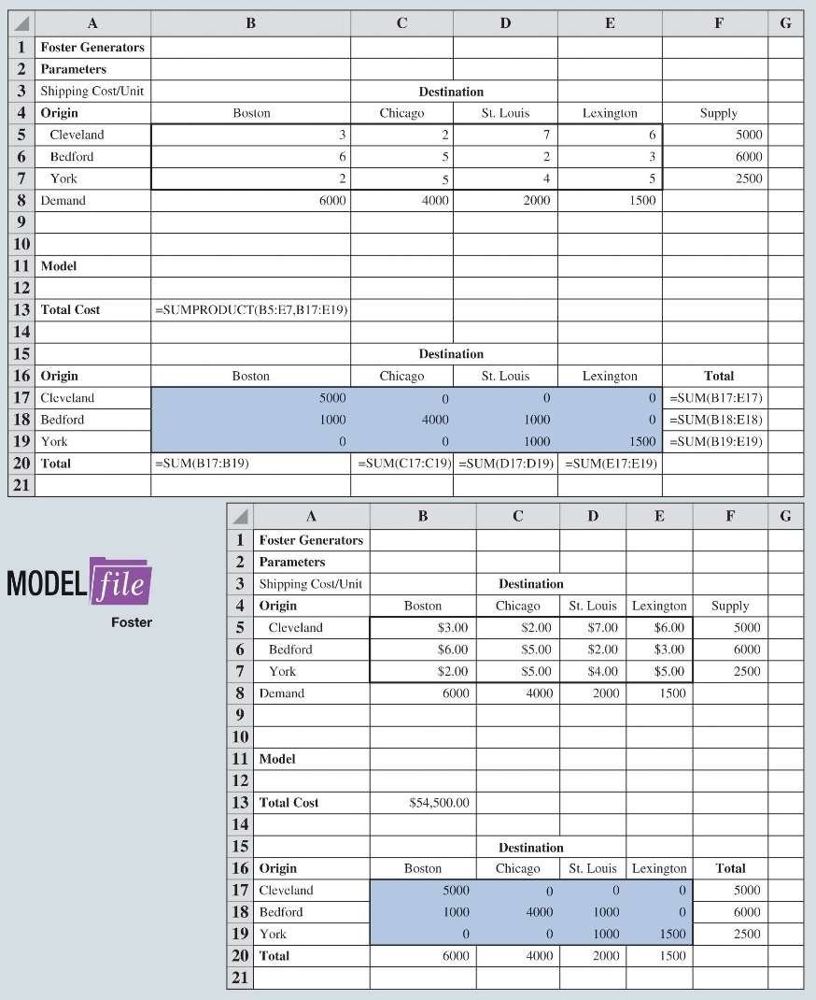 A B C D E F G
1 Foster Generators
2 Parameters
3 Shipping Cost/Unit Destination
4 Origin Boston Chicago St. Louis Lexington Supply
5 Cleveland 3 2 7 6 5000
6 Bedford 6 5 2 3 6000
7 York 2 5 4 5 2500
8 Demand 6000 4000 2000 1500
9
10
11 Model
12
13 Total Cost =SUMPRODUCT(B5:E7,B17:E19)
14
15 Destination
16 Origin Boston Chicago St. Louis Lexington Total
17 Cleveland 5000 0 0 0 =SUM(B17:E17)
18 Bedford 1000 4000 1000 0 =SUM(B18:E18)
19 York 0 0 1000 1500 =SUM(B19:E19)
20 Total =SUM(B17:B19) =SUM(C17:C19) =SUM(D17:D19) =SUM(E17:E19)
21
MODEL file
Foster
A B C D E F G
1 Foster Generators
2 Parameters
3 Shipping Cost/Unit Destination
4 Origin Boston Chicago St. Louis Lexington Supply
5 Cleveland $3.00 $2.00 $7.00 $6.00 5000
6 Bedford $6.00 $5.00 $2.00 $3.00 6000
7 York $2.00 $5.00 $4.00 $5.00 2500
8 Demand 6000 4000 2000 1500
9
10
11 Model
12
13 Total Cost $54,500.00
14
15 Destination
16 Origin Boston Chicago St. Louis Lexington Total
17 Cleveland 5000 0 0 0 5000
18 Bedford 1000 4000 1000 0 6000
19 York 0 0 1000 1500 2500
20 Total 6000 4000 2000 1500
21